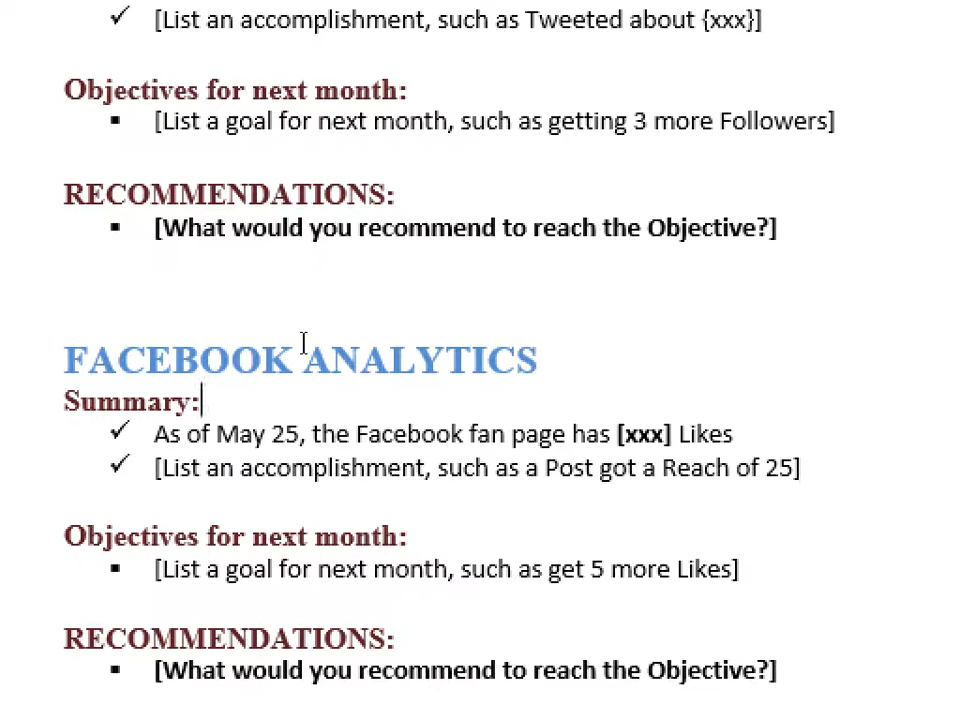 ✓ [List an accomplishment, such as Tweeted about {xxx}]
Objectives for next month:
▪ [List a goal for next month, such as getting 3 more Followers]
RECOMMENDATIONS:
▪ [What would you recommend to reach the Objective?]
FACEBOOK ANALYTICS
Summary:
✓ As of May 25, the Facebook fan page has [xxx] Likes
✓ [List an accomplishment, such as a Post got a Reach of 25]
Objectives for next month:
▪ [List a goal for next month, such as get 5 more Likes]
RECOMMENDATIONS:
▪ [What would you recommend to reach the Objective?]